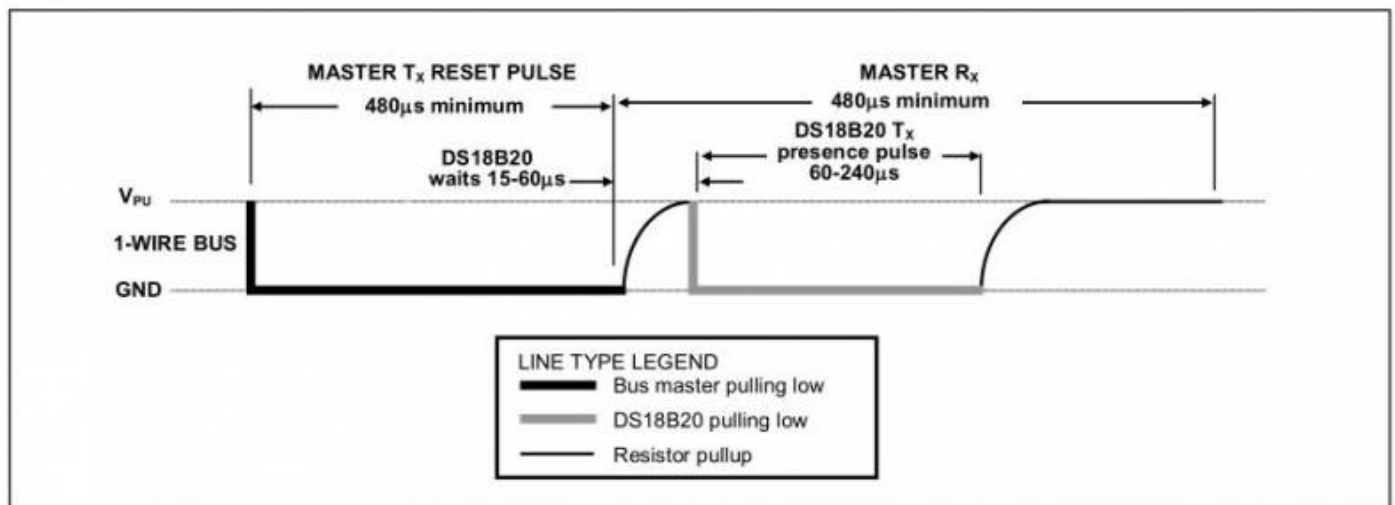 MASTER TX RESET PULSE
480μs minimum
MASTER RX
480μs minimum
DS18B20 TX
presence pulse
60-240μs
DS18B20
waits 15-60μs
VPU
1-WIRE BUS
GND
LINE TYPE LEGEND
Bus master pulling low
DS18B20 pulling low
Resistor pullup